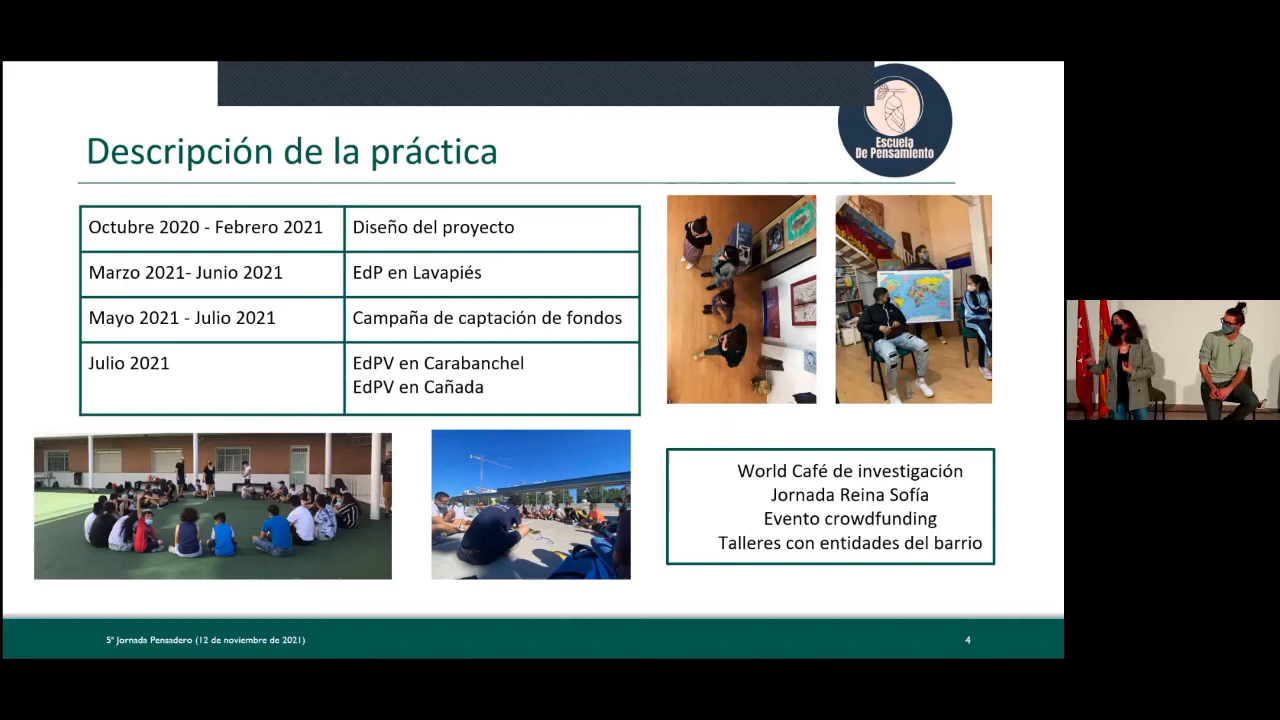 Escuela
De Pensamiento
Descripción de la práctica
Octubre 2020 - Febrero 2021
Diseño del proyecto
Marzo 2021- Junio 2021
EdP en Lavapiés
Mayo 2021 - Julio 2021
Campaña de captación de fondos
Julio 2021
EdPV en Carabanchel
EdPV en Cañada
World Café de investigación
Jornada Reina Sofía
Evento crowdfunding
Talleres con entidades del barrio
5ª Jornada Pensadero (12 de noviembre de 2021)
4